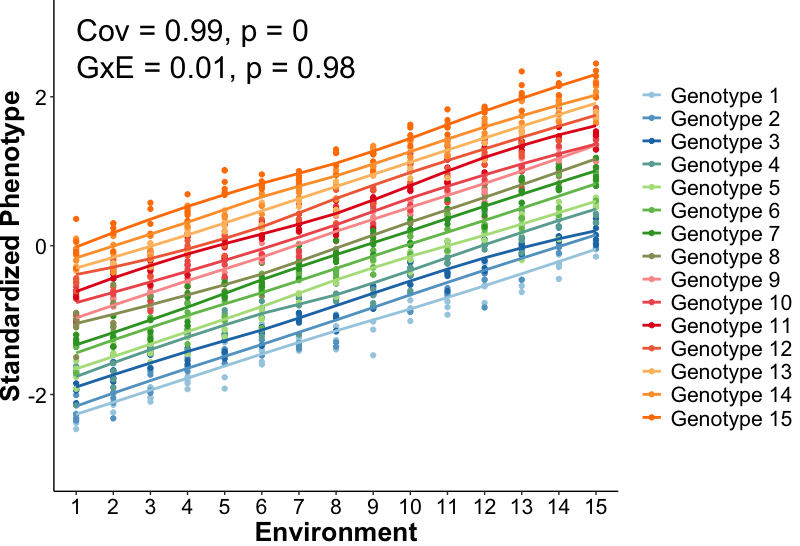 Cov = 0.99, p = 0
GxE = 0.01, p = 0.98
Standardized Phenotype
2
0
-2
1 2 3 4 5 6 7 8 9 10 11 12 13 14 15
Environment
Genotype 1
Genotype 2
Genotype 3
Genotype 4
Genotype 5
Genotype 6
Genotype 7
Genotype 8
Genotype 9
Genotype 10
Genotype 11
Genotype 12
Genotype 13
Genotype 14
Genotype 15